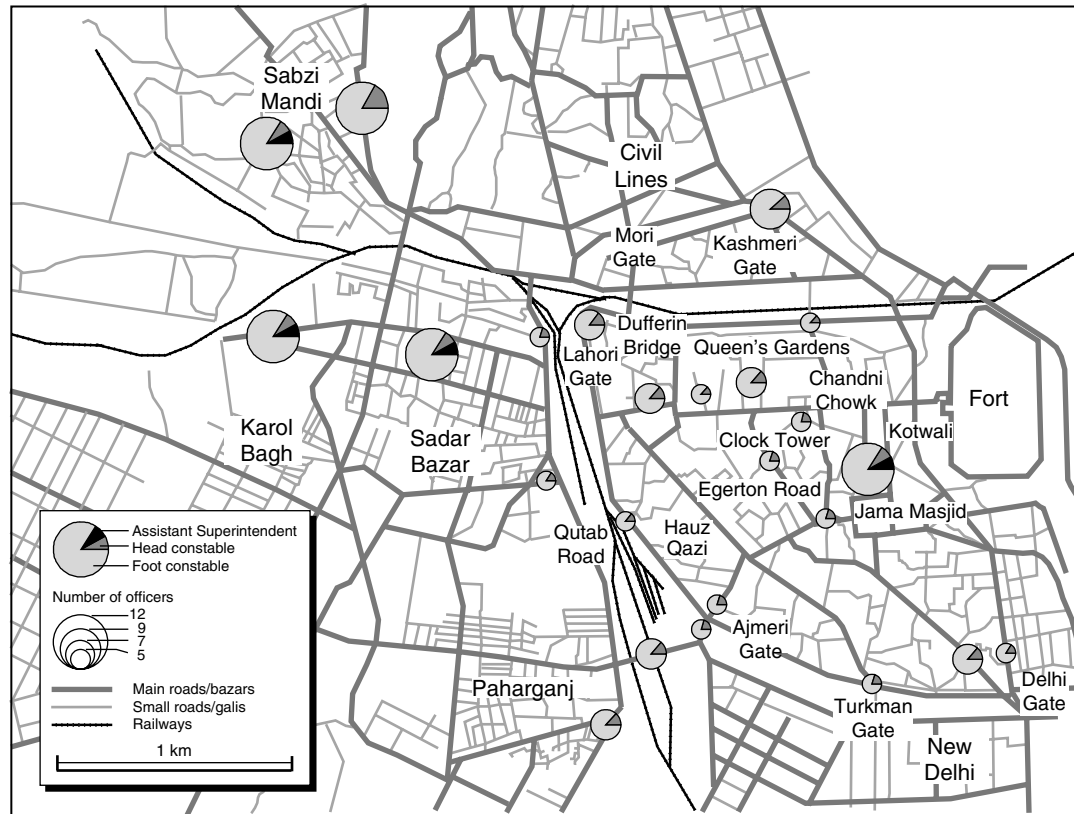 Sabzi
Mandi
Civil
Lines
Mori
Gate
Kashmeri
Gate
Dufferin
Bridge
Queen's Gardens
Lahori
Gate
Chandni
Chowk
Fort
Kotwali
Karol
Bagh
Sadar
Bazar
Clock Tower
Egerton Road
Jama Masjid
Qutab
Road
Hauz
Qazi
Ajmeri
Gate
Paharganj
Turkman
Gate
Delhi
Gate
New
Delhi
Assistant Superintendent
Head constable
Foot constable
Number of officers
12
9
7
5
Main roads/bazars
Small roads/galis
Railways
1 km